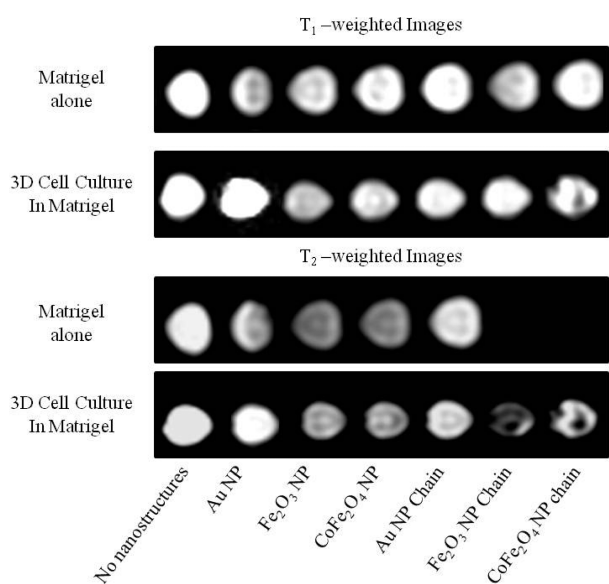 T₁ –weighted Images
Matrigel
alone
3D Cell Culture
In Matrigel
T₂ –weighted Images
Matrigel
alone
3D Cell Culture
In Matrigel
No nanostructures
Au NP
Fe₂O₃ NP
CoFe₂O₄ NP
Au NP Chain
Fe₂O₃ NP Chain
CoFe₂O₄ NP chain